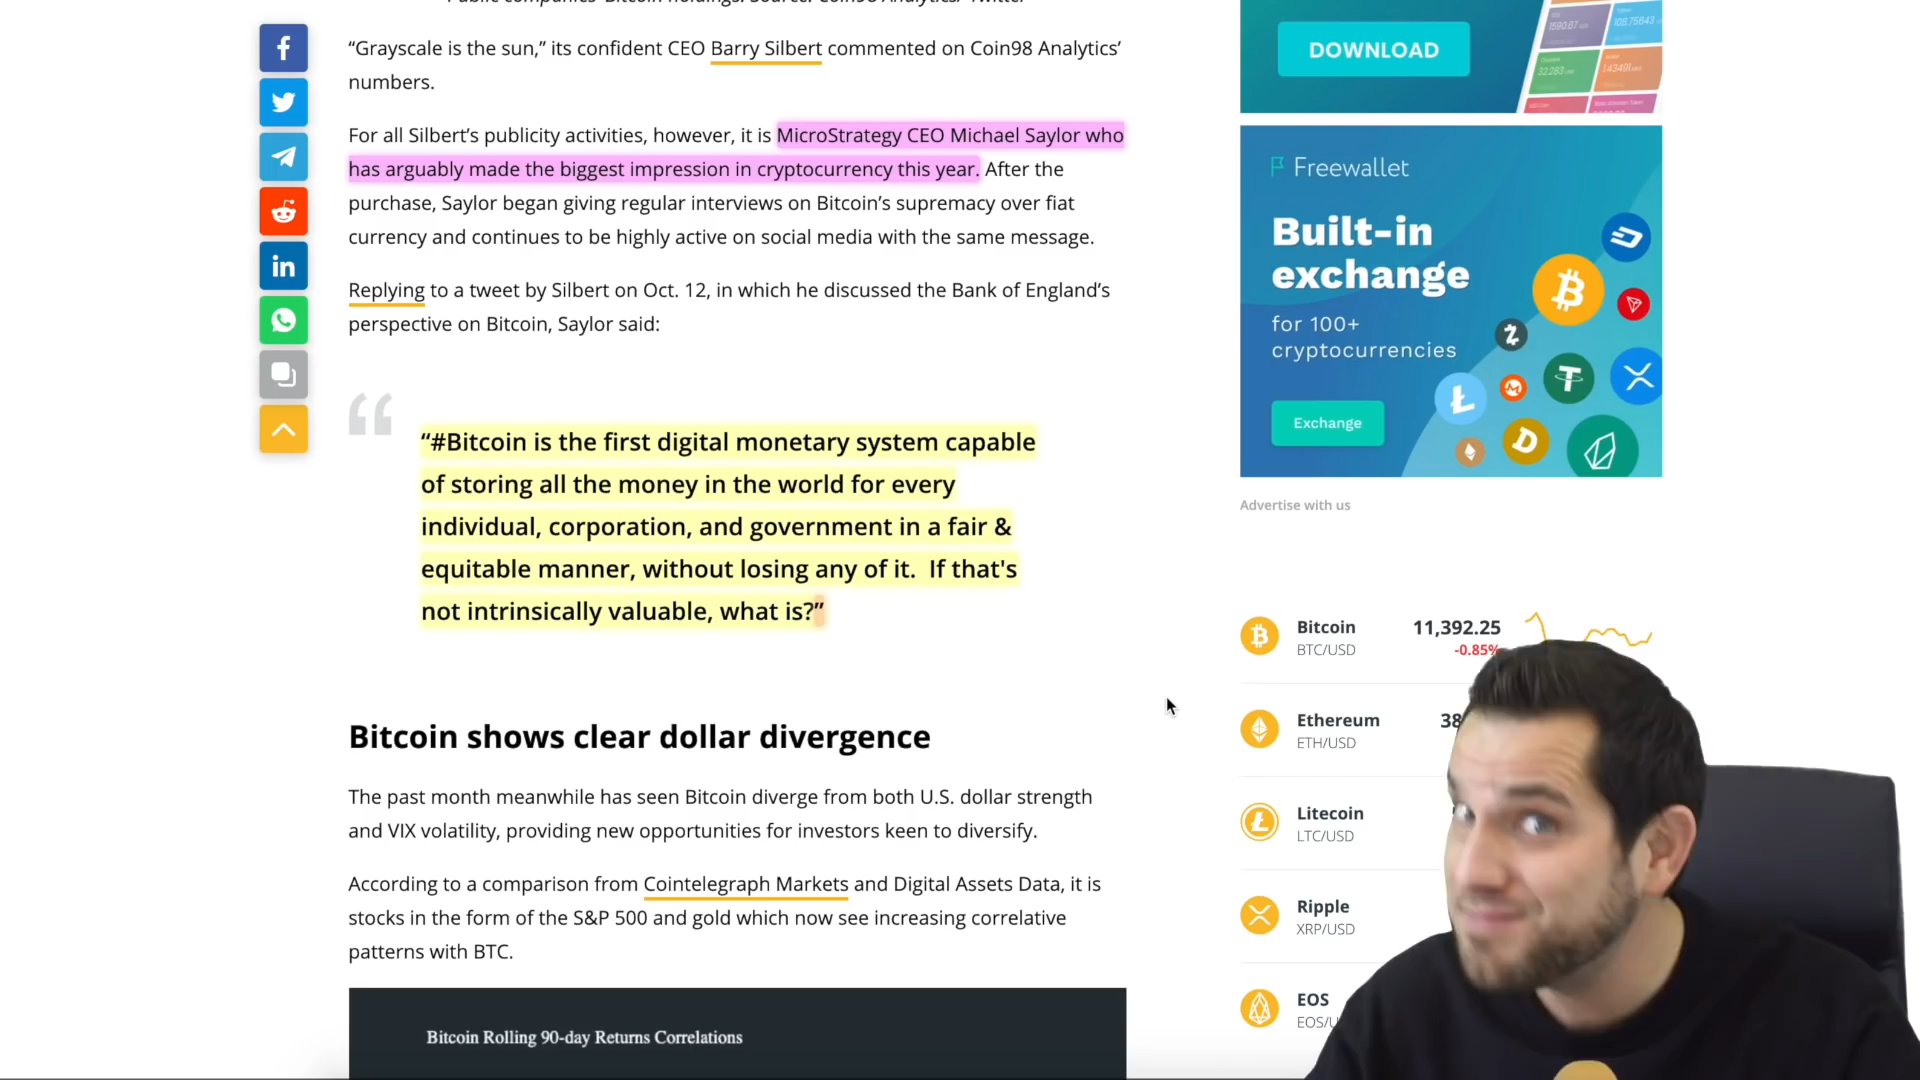 Public companies' Bitcoin holdings. Source: Coin98 Analytics/ Twitter
“Grayscale is the sun,” its confident CEO Barry Silbert commented on Coin98 Analytics’
numbers.
For all Silbert’s publicity activities, however, it is MicroStrategy CEO Michael Saylor who
has arguably made the biggest impression in cryptocurrency this year. After the
purchase, Saylor began giving regular interviews on Bitcoin’s supremacy over fiat
currency and continues to be highly active on social media with the same message.
Replying to a tweet by Silbert on Oct. 12, in which he discussed the Bank of England’s
perspective on Bitcoin, Saylor said:
“#Bitcoin is the first digital monetary system capable
of storing all the money in the world for every
individual, corporation, and government in a fair &
equitable manner, without losing any of it.  If that's
not intrinsically valuable, what is?”
Bitcoin shows clear dollar divergence
The past month meanwhile has seen Bitcoin diverge from both U.S. dollar strength
and VIX volatility, providing new opportunities for investors keen to diversify.
According to a comparison from Cointelegraph Markets and Digital Assets Data, it is
stocks in the form of the S&P 500 and gold which now see increasing correlative
patterns with BTC.
Bitcoin Rolling 90-day Returns Correlations
DOWNLOAD
Freewallet
Built-in
exchange
for 100+
cryptocurrencies
Exchange
Advertise with us
Bitcoin 11,392.25
BTC/USD -0.85%
Ethereum 38
ETH/USD
Litecoin
LTC/USD
Ripple
XRP/USD
EOS
EOS/U